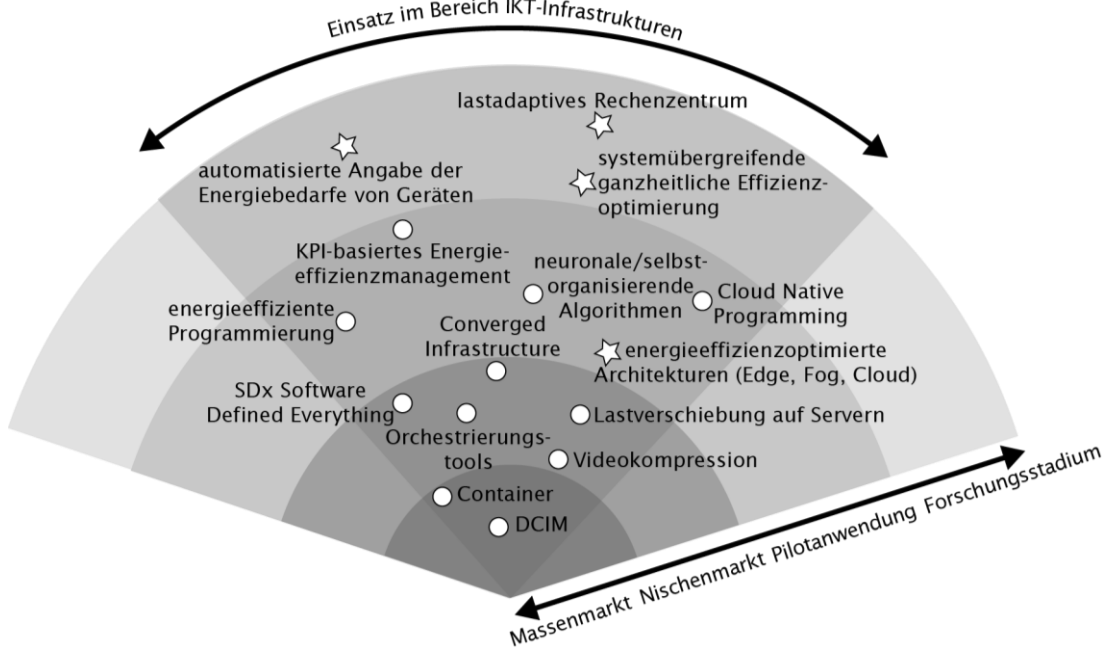 Einsatz im Bereich IKT-Infrastrukturen
lastadaptives Rechenzentrum
automatisierte Angabe der
Energiebedarfe von Geräten
systemübergreifende
ganzheitliche Effizienz-
optimierung
KPI-basiertes Energie-
effizienzmanagement
neuronale/selbst-
organisierende
Algorithmen
Cloud Native
Programming
energieeffiziente
Programmierung
Converged
Infrastructure
energieeffizienzoptimierte
Architekturen (Edge, Fog, Cloud)
SDx Software
Defined Everything
Lastverschiebung auf Servern
Orchestrierungs-
tools
Videokompression
Container
DCIM
Massenmarkt Nischenmarkt Pilotanwendung Forschungsstadium